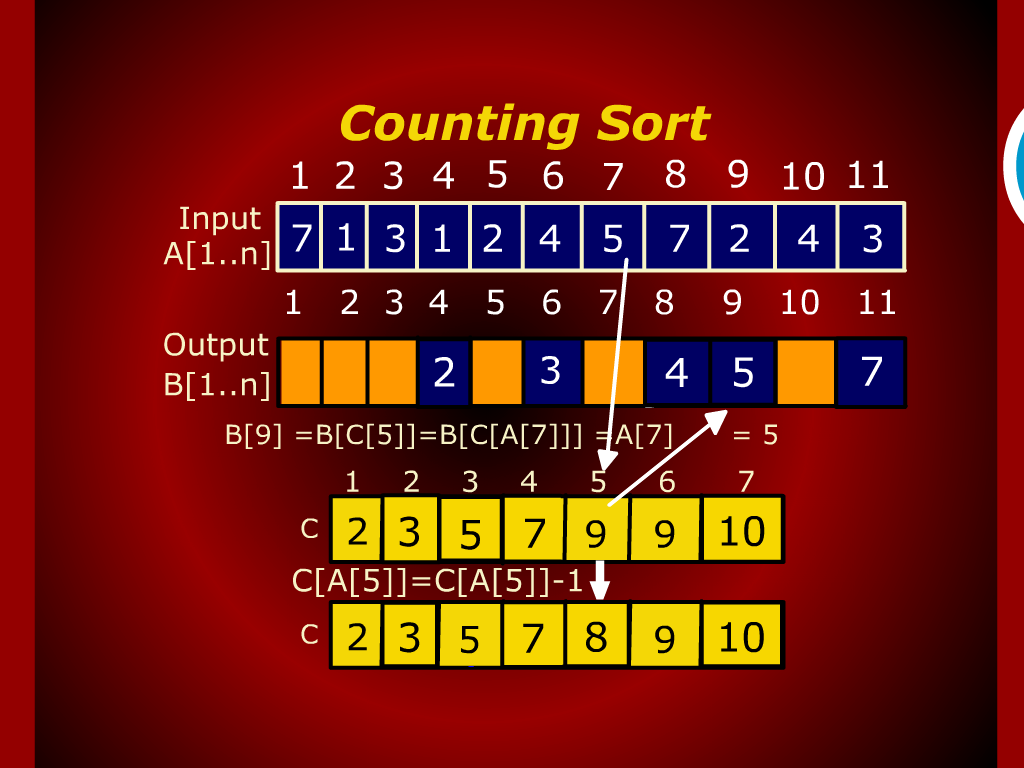 Counting Sort
1 2 3 4 5 6 7 8 9 10 11
Input
A[1..n]
7 1 3 1 2 4 5 7 2 4 3
1 2 3 4 5 6 7 8 9 10 11
Output
B[1..n]
2 3 4 5 7
B[9] =B[C[5]]=B[C[A[7]]] =A[7] = 5
1 2 3 4 5 6 7
C 2 3 5 7 9 9 10
C[A[5]]=C[A[5]]-1
C 2 3 5 7 8 9 10